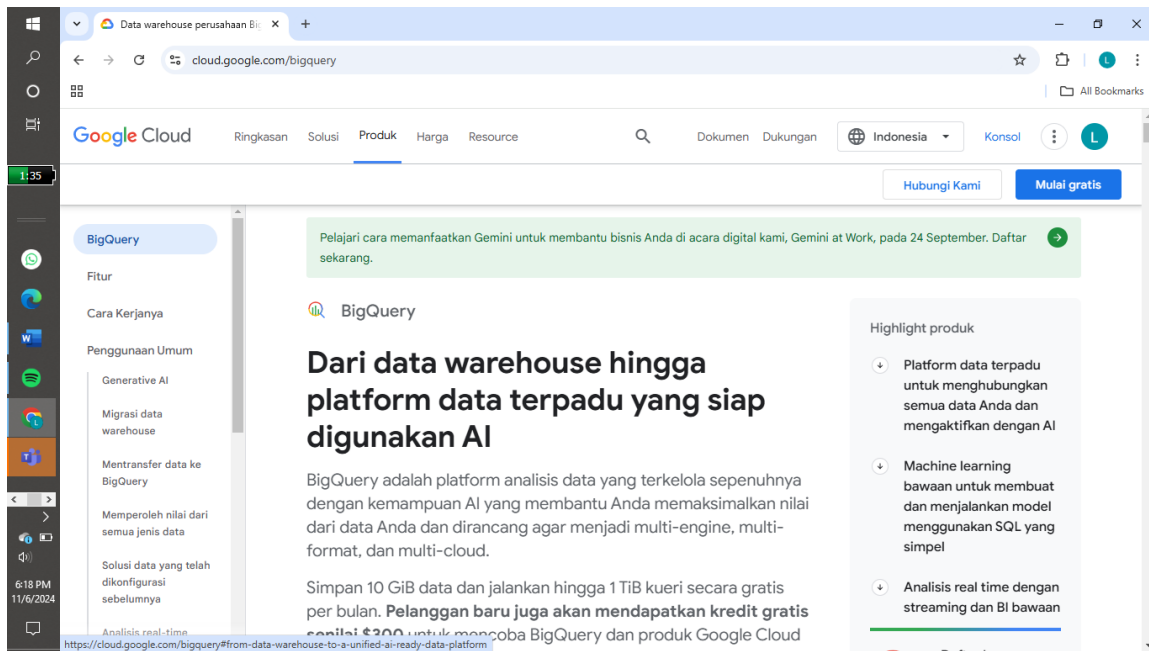 Data warehouse perusahaan Big
cloud.google.com/bigquery
All Bookmarks
Google Cloud
Ringkasan
Solusi
Produk
Harga
Resource
Dokumen
Dukungan
Indonesia
Konsol
L
Hubungi Kami
Mulai gratis
1:35
BigQuery
Fitur
Cara Kerjanya
Penggunaan Umum
Generative AI
Migrasi data
warehouse
Mentransfer data ke
BigQuery
Memperoleh nilai dari
semua jenis data
Solusi data yang telah
dikonfigurasi
sebelumnya
Analisis real-time
Pelajari cara memanfaatkan Gemini untuk membantu bisnis Anda di acara digital kami, Gemini at Work, pada 24 September. Daftar
sekarang.
BigQuery
Dari data warehouse hingga
platform data terpadu yang siap
digunakan AI
BigQuery adalah platform analisis data yang terkelola sepenuhnya
dengan kemampuan AI yang membantu Anda memaksimalkan nilai
dari data Anda dan dirancang agar menjadi multi-engine, multi-
format, dan multi-cloud.
Simpan 10 GiB data dan jalankan hingga 1 TiB kueri secara gratis
per bulan. Pelanggan baru juga akan mendapatkan kredit gratis
senilai $300 untuk mencoba BigQuery dan produk Google Cloud
Highlight produk
Platform data terpadu
untuk menghubungkan
semua data Anda dan
mengaktifkan dengan AI
Machine learning
bawaan untuk membuat
dan menjalankan model
menggunakan SQL yang
simpel
Analisis real time dengan
streaming dan BI bawaan
6:18 PM
11/6/2024
https://cloud.google.com/bigquery#from-data-warehouse-to-a-unified-ai-ready-data-platform